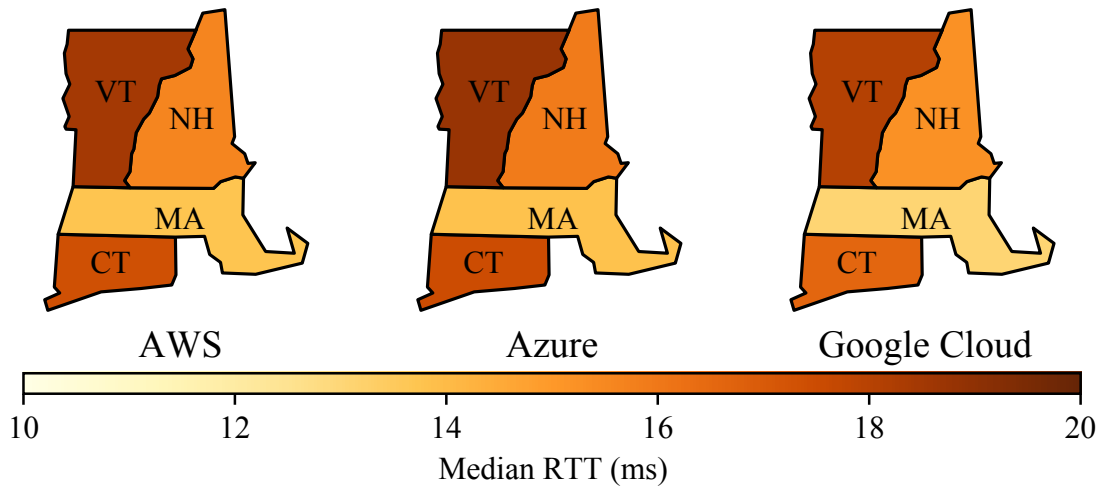 VT
NH
MA
CT
AWS
VT
NH
MA
CT
Azure
VT
NH
MA
CT
Google Cloud
10 12 14 16 18 20
Median RTT (ms)